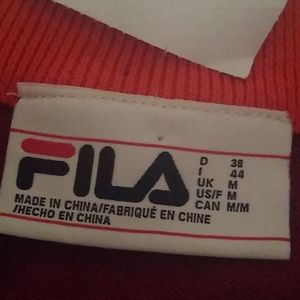 FILA
D 38
I 44
UK M
US/F M
CAN M/M
MADE IN CHINA/FABRIQUÉ EN CHINE
/HECHO EN CHINA